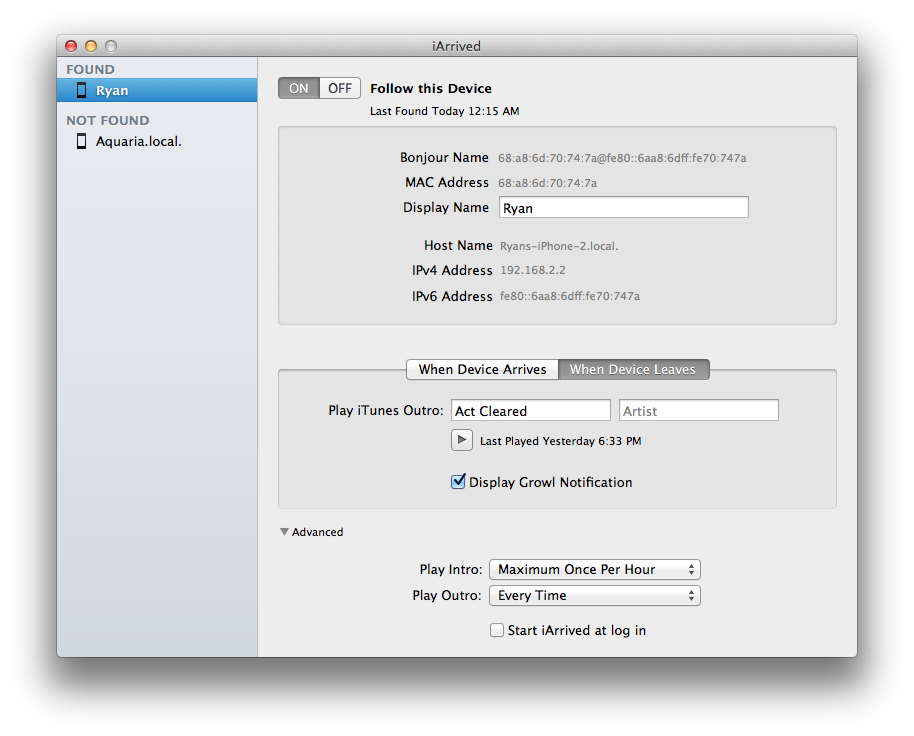 iArrived
FOUND
Ryan
NOT FOUND
Aquaria.local.
ON OFF Follow this Device
Last Found Today 12:15 AM
Bonjour Name 68:a8:6d:70:74:7a@fe80::6aa8:6dff:fe70:747a
MAC Address 68:a8:6d:70:74:7a
Display Name Ryan
Host Name Ryans-iPhone-2.local.
IPv4 Address 192.168.2.2
IPv6 Address fe80::6aa8:6dff:fe70:747a
When Device Arrives When Device Leaves
Play iTunes Outro: Act Cleared Artist
Last Played Yesterday 6:33 PM
Display Growl Notification
Advanced
Play Intro: Maximum Once Per Hour
Play Outro: Every Time
Start iArrived at log in